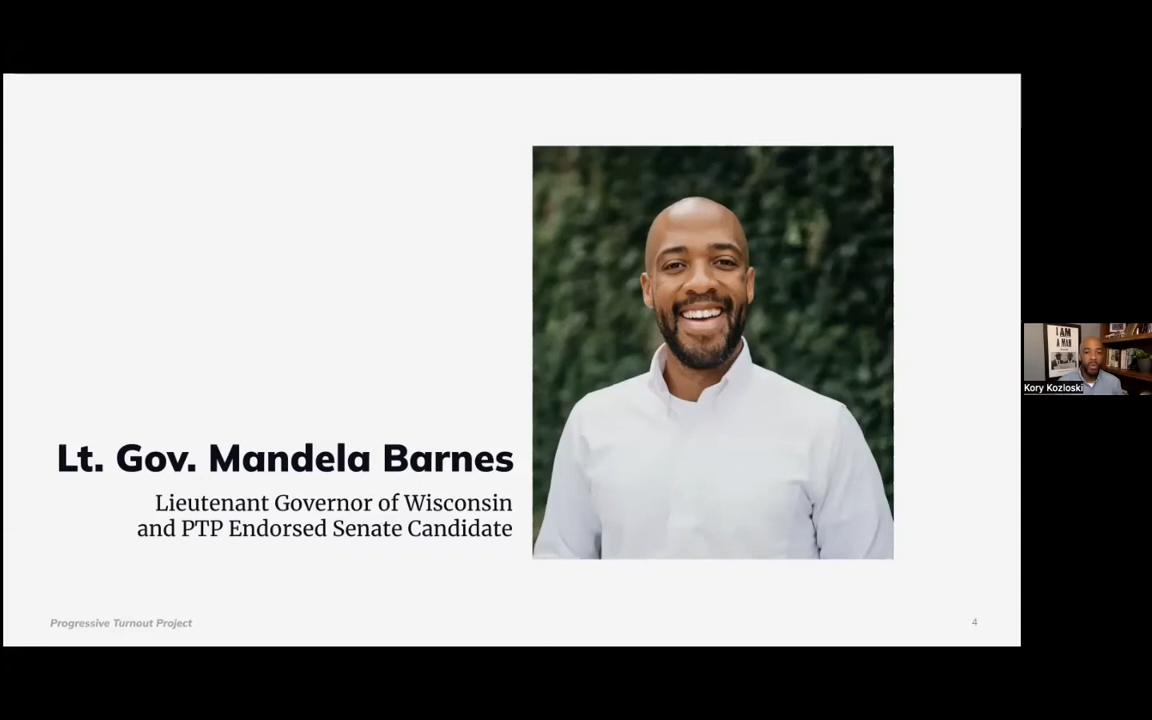 Lt. Gov. Mandela Barnes
Lieutenant Governor of Wisconsin
and PTP Endorsed Senate Candidate
Progressive Turnout Project
4
I AM
A MAN
Kory Kozloski